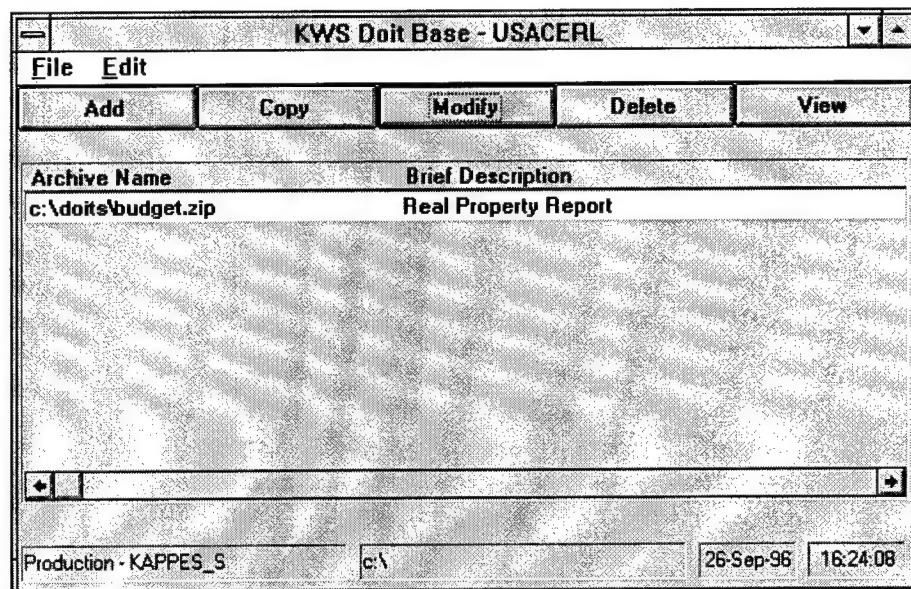 KWS Doit Base - USACERL
File Edit
Add Copy Modify Delete View
Archive Name Brief Description
c:\doits\budget.zip Real Property Report
Production - KAPPES_S c:\ 26-Sep-96 16:24:08